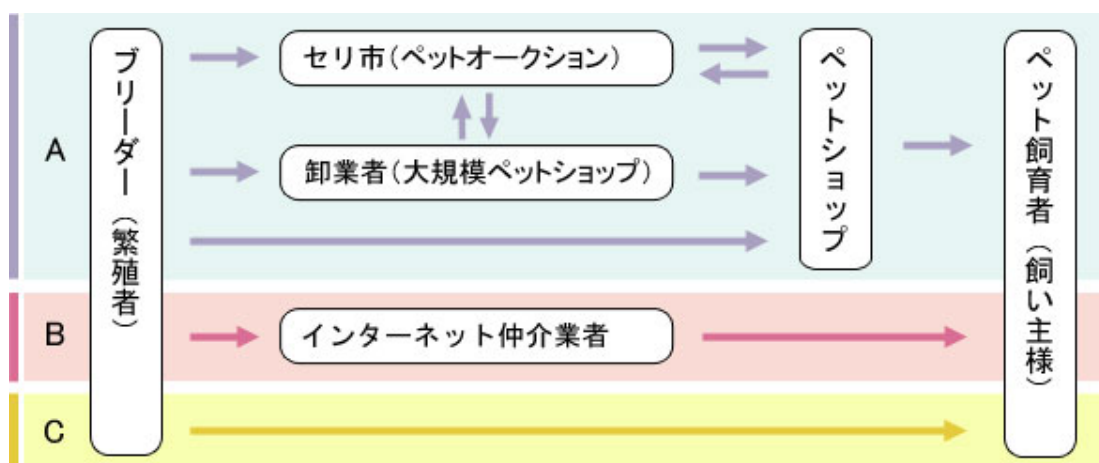 A
ブリーダー（繁殖者）
セリ市（ペットオークション）
卸業者（大規模ペットショップ）
ペットショップ
ペット飼育者（飼い主様）
B
インターネット仲介業者
C